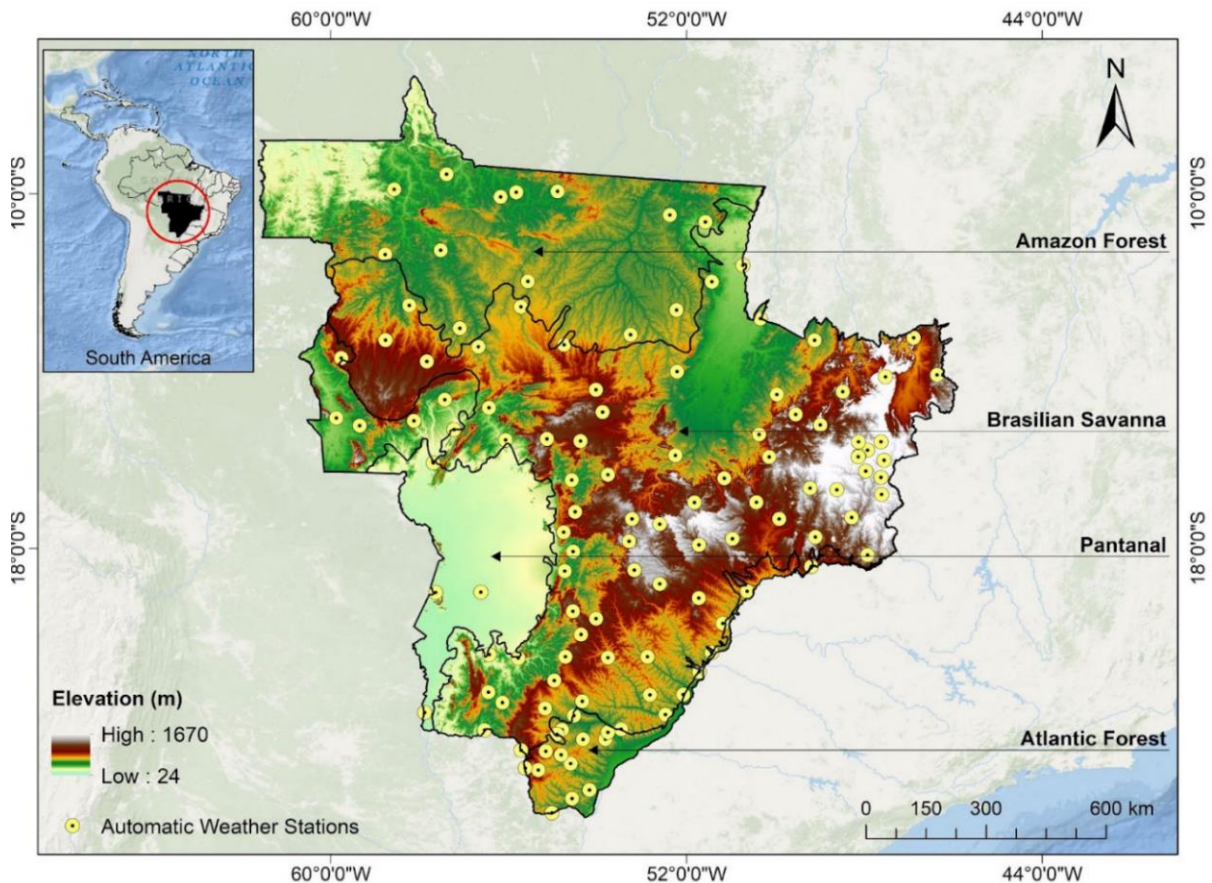 60°0'0"W
52°0'0"W
44°0'0"W
NORTH
ATLANTIC
OCEAN
South America
N
10°0'0"S
10°0'0"S
Amazon Forest
Brasilian Savanna
18°0'0"S
18°0'0"S
Pantanal
Elevation (m)
High : 1670
Low : 24
Automatic Weather Stations
Atlantic Forest
0 150 300 600 km
60°0'0"W
52°0'0"W
44°0'0"W